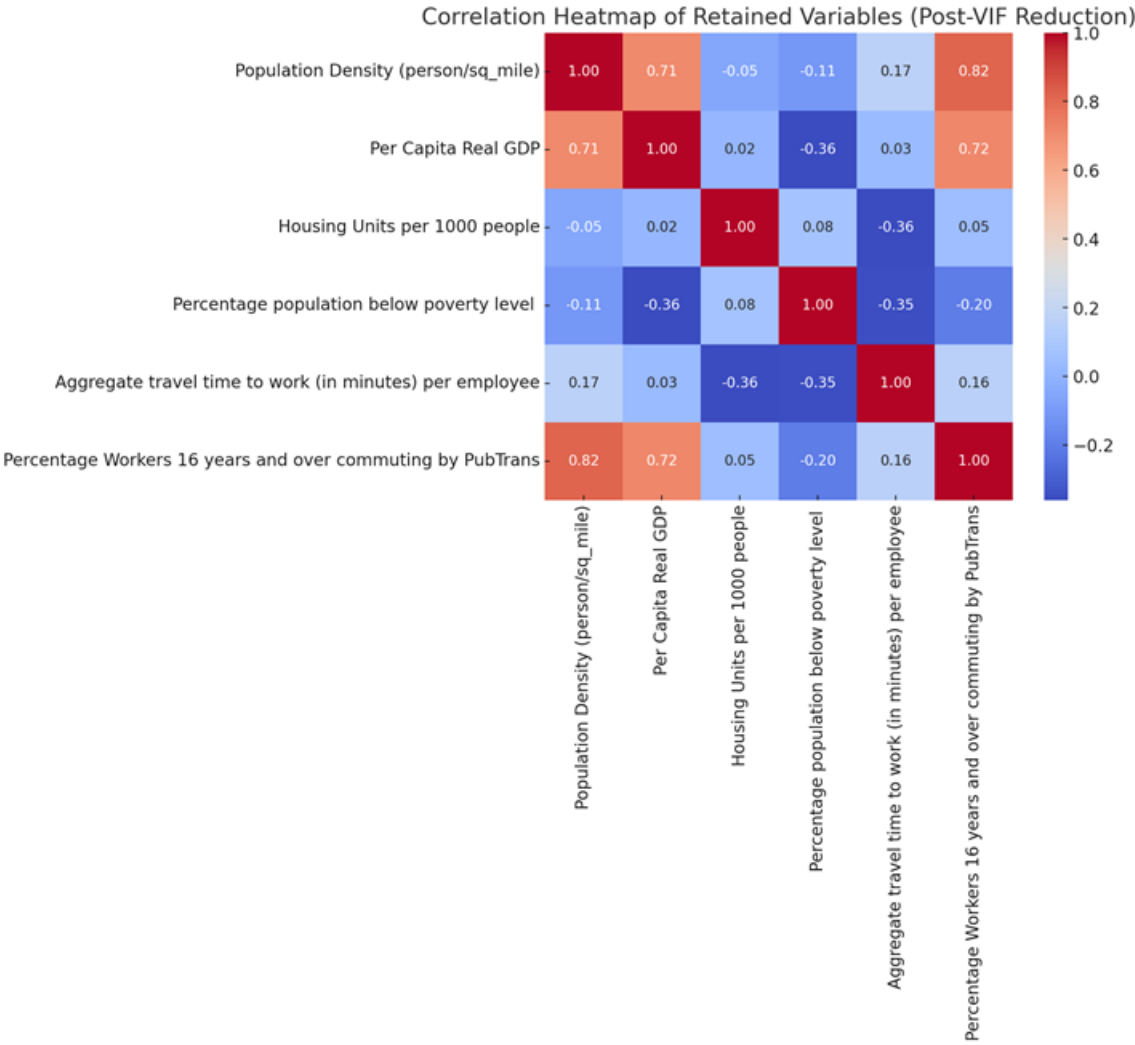 Correlation Heatmap of Retained Variables (Post-VIF Reduction)
Population Density (person/sq_mile) 1.00 0.71 -0.05 -0.11 0.17 0.82
Per Capita Real GDP 0.71 1.00 0.02 -0.36 0.03 0.72
Housing Units per 1000 people -0.05 0.02 1.00 0.08 -0.36 0.05
Percentage population below poverty level -0.11 -0.36 0.08 1.00 -0.35 -0.20
Aggregate travel time to work (in minutes) per employee 0.17 0.03 -0.36 -0.35 1.00 0.16
Percentage Workers 16 years and over commuting by PubTrans 0.82 0.72 0.05 -0.20 0.16 1.00
Population Density (person/sq_mile)
Per Capita Real GDP
Housing Units per 1000 people
Percentage population below poverty level
Aggregate travel time to work (in minutes) per employee
Percentage Workers 16 years and over commuting by PubTrans
1.0
0.8
0.6
0.4
0.2
0.0
−0.2